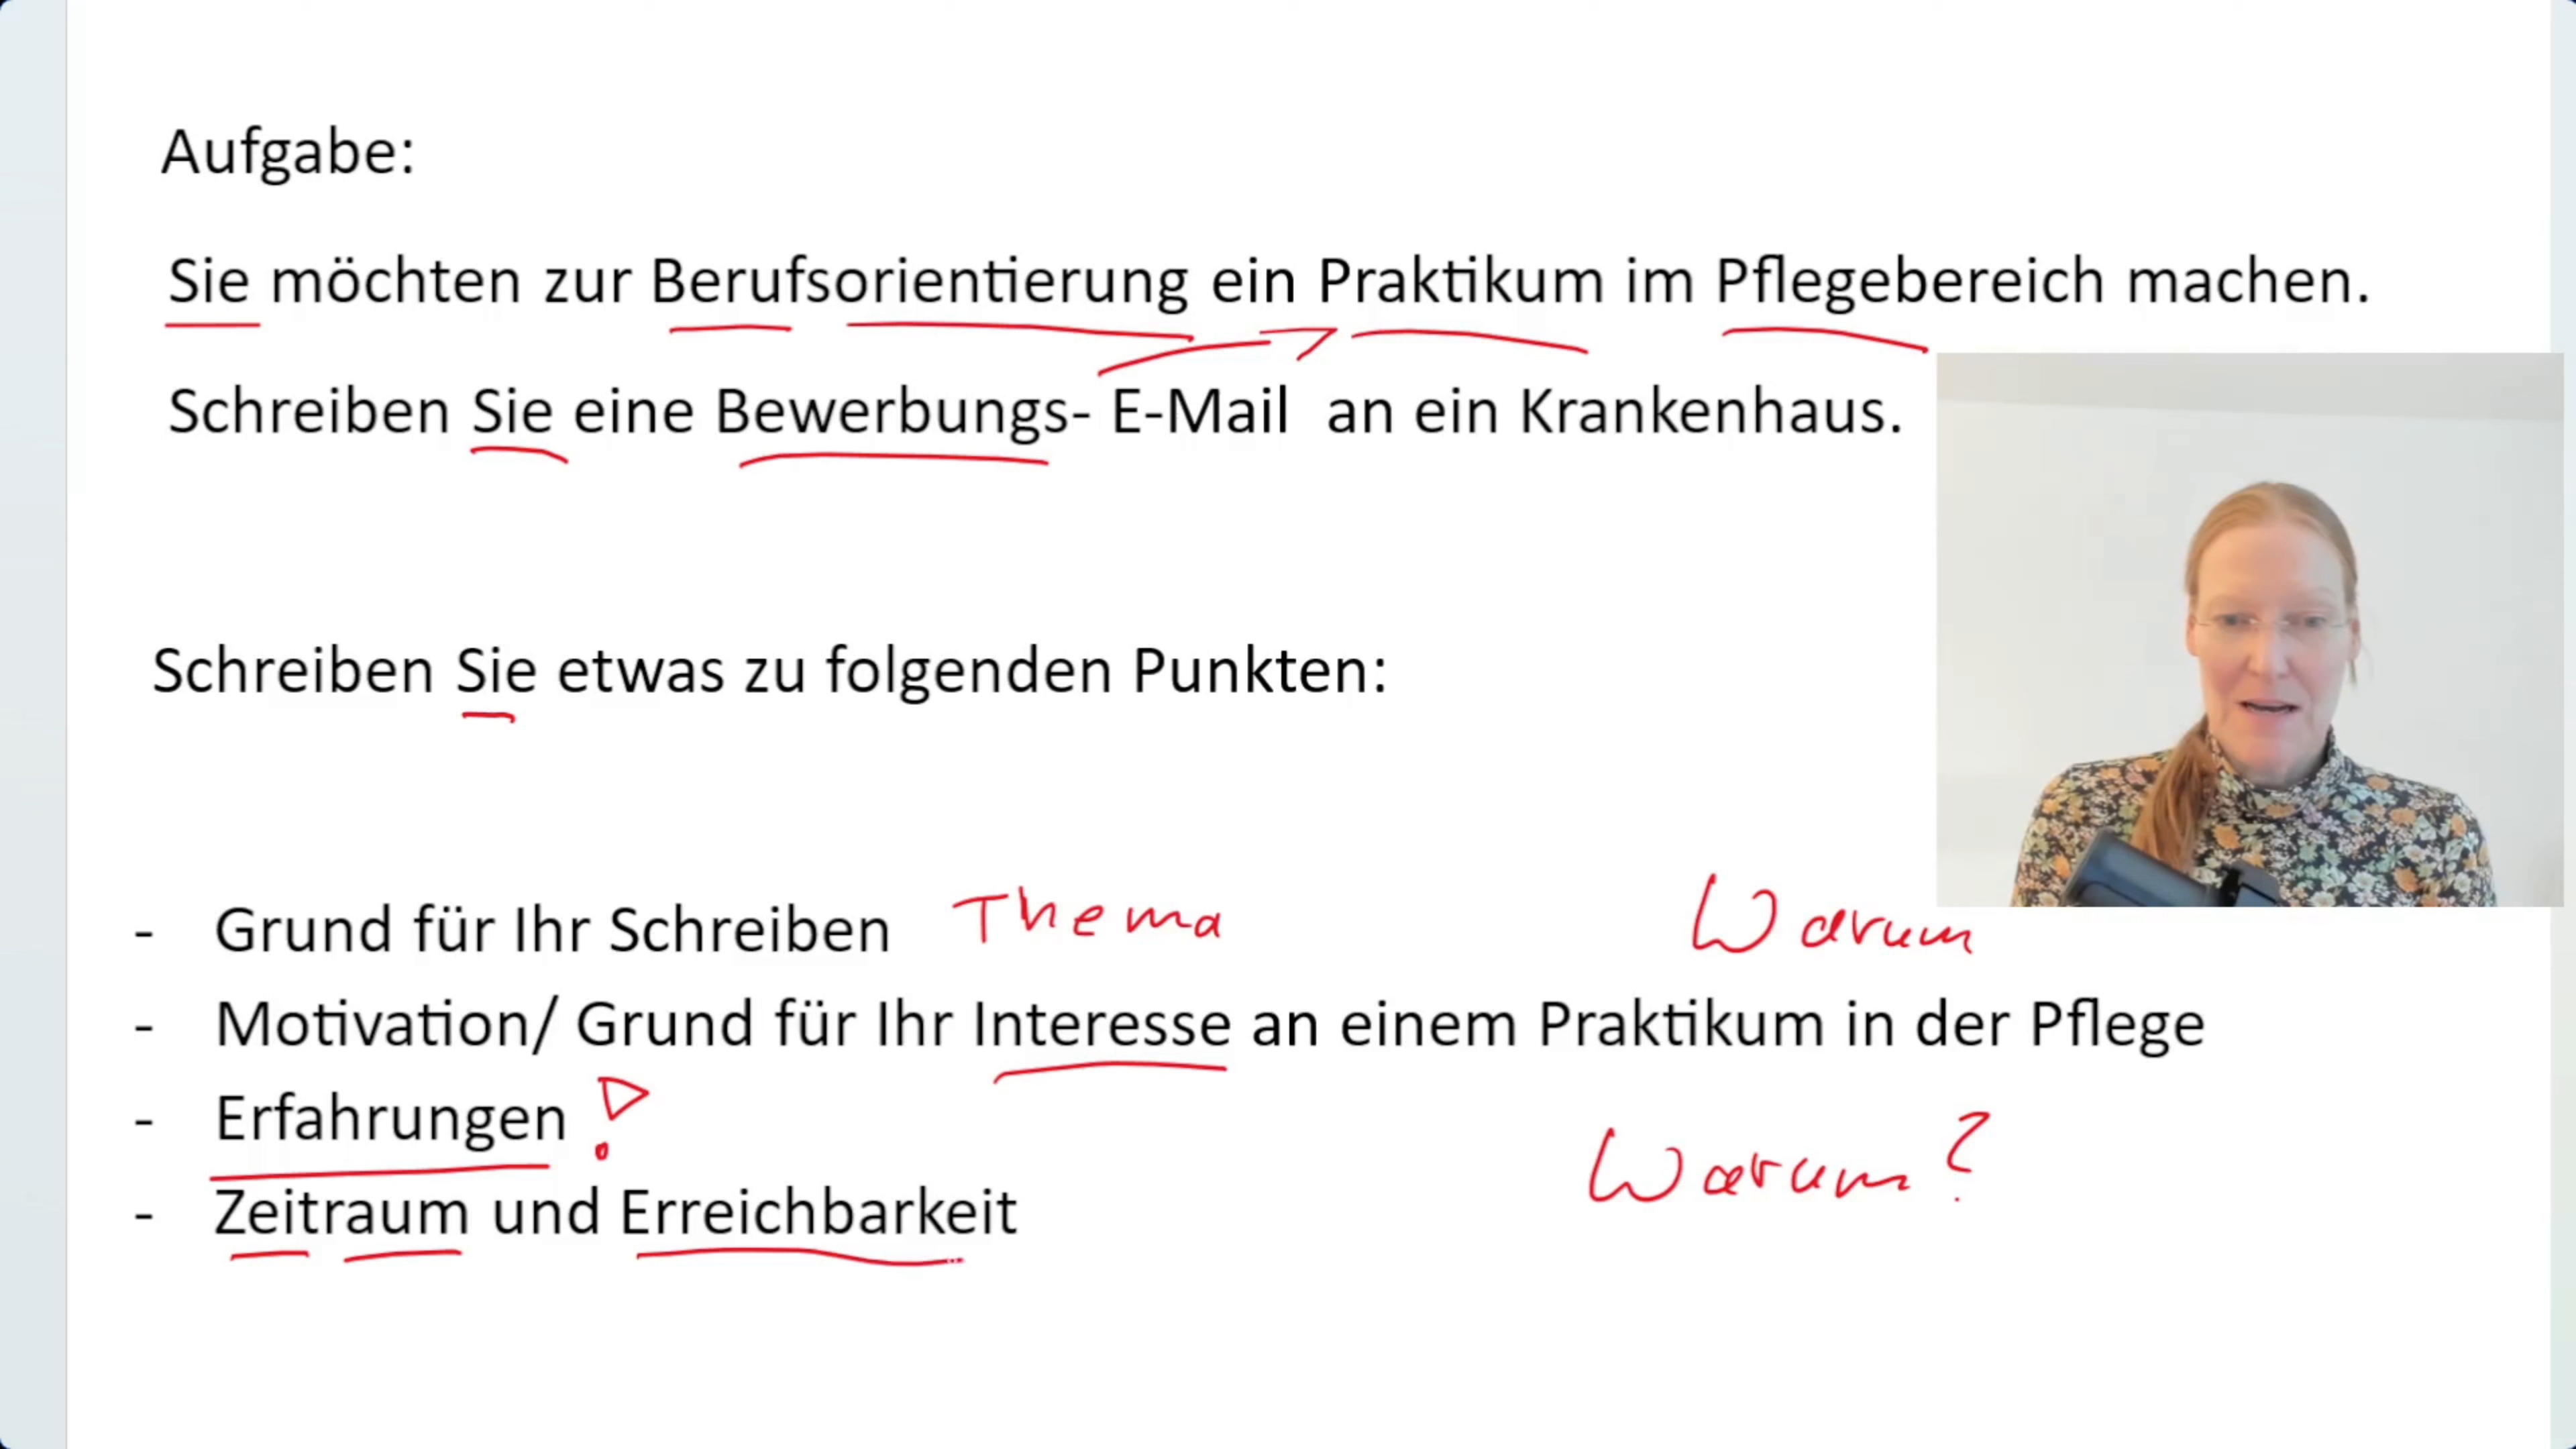 Aufgabe:
Sie möchten zur Berufsorientierung ein Praktikum im Pflegebereich machen.
Schreiben Sie eine Bewerbungs- E-Mail an ein Krankenhaus.
Schreiben Sie etwas zu folgenden Punkten:
- Grund für Ihr Schreiben Thema Warum
- Motivation/ Grund für Ihr Interesse an einem Praktikum in der Pflege
- Erfahrungen !
Warum?
- Zeitraum und Erreichbarkeit